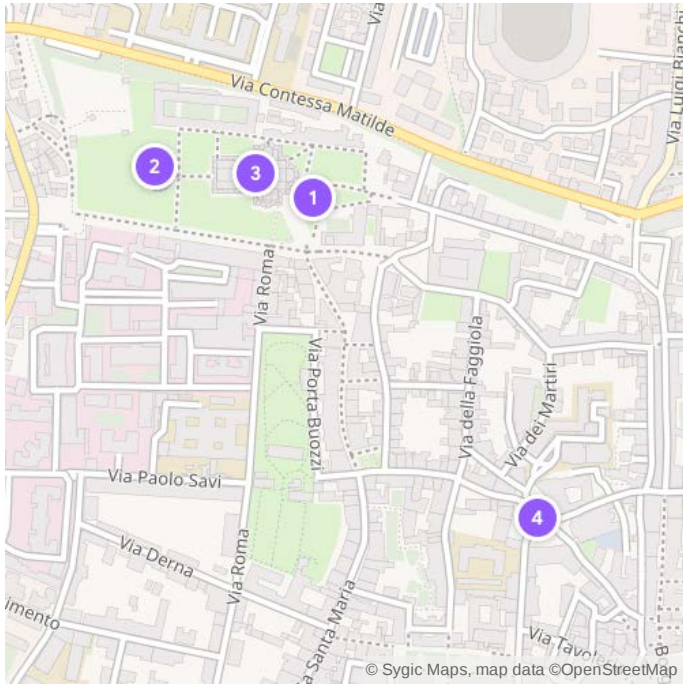 Via
Via Contessa Matilde
Via Luigi Bianchi
2
3
1
Via Roma
Via Porta Buozzi
Via della Faggiola
Via dei Martiri
Via Paolo Savi
4
Via Derna
Via Roma
imento
Santa Maria
Via Tavol
B
© Sygic Maps, map data ©OpenStreetMap